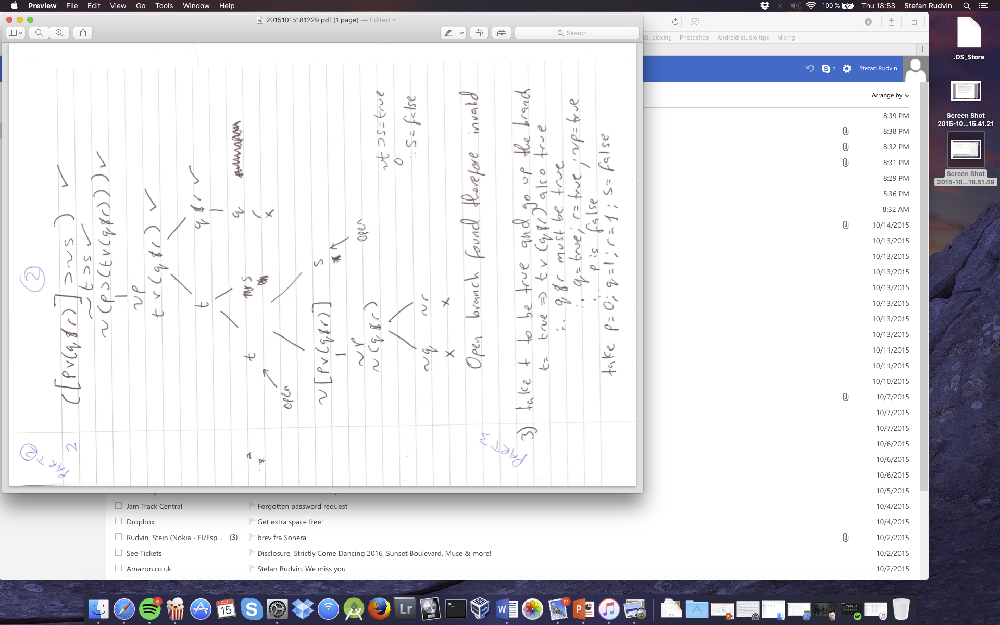 Preview File Edit View Go Tools Window Help
100 % Thu 18:53 Stefan Rudvin
20151015181229.pdf (1 page) — Edited
Search
Alt. picking Photoshop Android studio tips Mixing
2 Stefan Rudvin
Arrange by
8:39 PM
8:38 PM
8:32 PM
8:31 PM
8:29 PM
5:36 PM
8:32 AM
10/14/2015
10/13/2015
10/13/2015
10/13/2015
10/13/2015
10/13/2015
10/13/2015
10/13/2015
10/11/2015
10/11/2015
10/10/2015
10/7/2015
10/7/2015
10/7/2015
10/6/2015
10/6/2015
10/6/2015
10/5/2015
Jam Track Central Forgotten password request 10/4/2015
Dropbox Get extra space free! 10/4/2015
Rudvin, Stein (Nokia - FI/Esp... (3) brev fra Sonera 10/2/2015
See Tickets Disclosure, Strictly Come Dancing 2016, Sunset Boulevard, Muse & more! 10/2/2015
Amazon.co.uk Stefan Rudvin: We miss you 10/2/2015
.DS_Store
Screen Shot
2015-10...15.41.21
Screen Shot
2015-10...18.51.49
PART 2
2
2
([p v (q & r)] ⊃ ~s) ✓
~t ⊃ s ✓
~(p ⊃ (t v (q & r))) ✓
~p
t v (q & r) ✓
t q & r ✓
q
x
t s
open
~[p v (q & r)] s
open
~p
~(q & r)
~q ~r
x x
~t ⊃ s = true
0
∴ s = false
Open branch found therefore invalid
PART 3
3) take t to be true and go up the branch
t = true => t v (q & r) also true
∴ q & r must be true
∴ q = true; r = true; ~p = true
∴ p is false
take p = 0; q = 1; r = 1; s = false
OCT
15
6
61
Lr
PDF